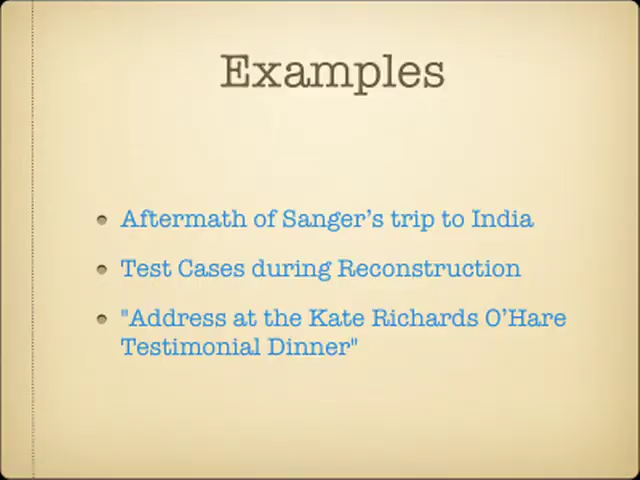 Examples
Aftermath of Sanger's trip to India
Test Cases during Reconstruction
"Address at the Kate Richards O'Hare
Testimonial Dinner"